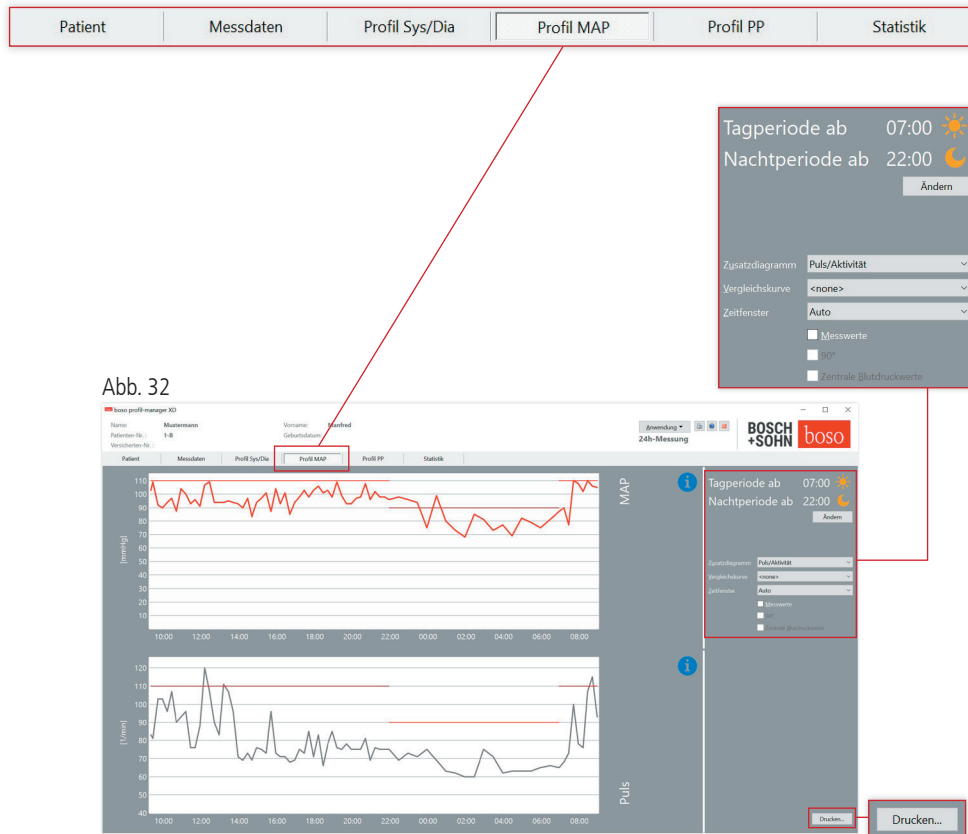 Patient Messdaten Profil Sys/Dia Profil MAP Profil PP Statistik
Tagperiode ab 07:00
Nachtperiode ab 22:00
Ändern
Zusatzdiagramm Puls/Aktivität
Vergleichskurve <none>
Zeitfenster Auto
Messwerte
90°
Zentrale Blutdruckwerte
Abb. 32
boso boso profil-manager XD
Name: Mustermann Vorname: Manfred
Patienten-Nr.: 1-B Geburtsdatum:
Versicherten-Nr.:
Anwendung
24h-Messung
BOSCH
+SOHN
boso
Patient Messdaten Profil Sys/Dia Profil MAP Profil PP Statistik
110
100
90
80
70
60
50
40
30
20
10
[mmHg]
MAP
10:00 12:00 14:00 16:00 18:00 20:00 22:00 00:00 02:00 04:00 06:00 08:00
Tagperiode ab 07:00
Nachtperiode ab 22:00
Ändern
Zusatzdiagramm Puls/Aktivität
Vergleichskurve <none>
Zeitfenster Auto
Messwerte
90°
Zentrale Blutdruckwerte
120
110
100
90
80
70
60
50
40
[1/min]
Puls
10:00 12:00 14:00 16:00 18:00 20:00 22:00 00:00 02:00 04:00 06:00 08:00
Drucken...
Drucken...